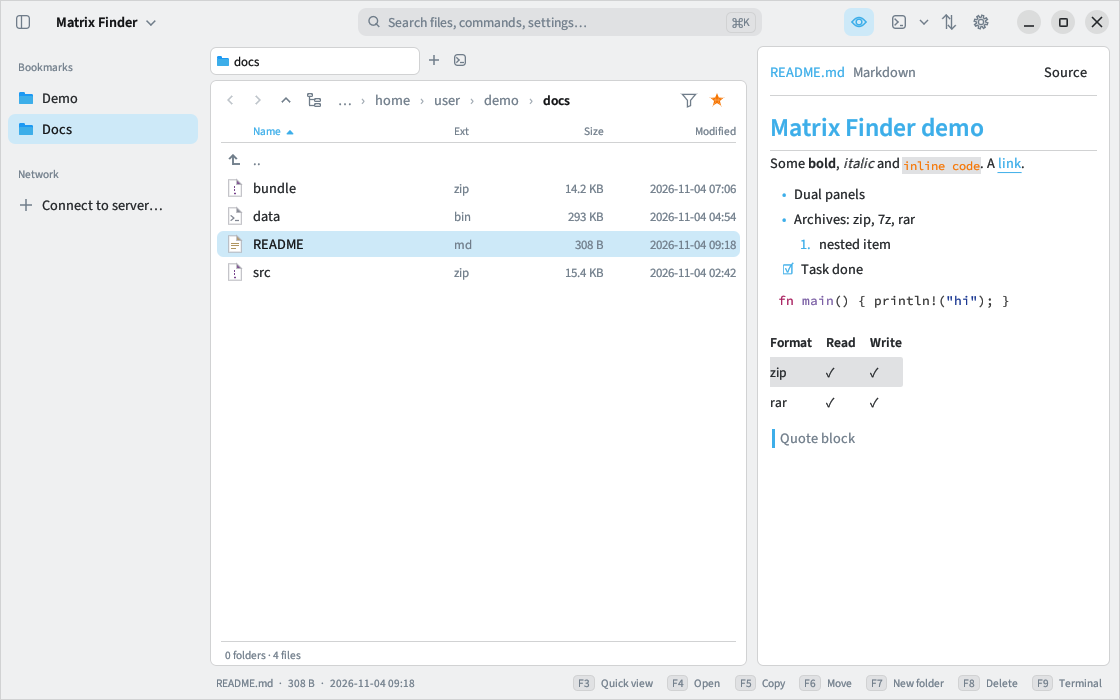 Matrix Finder
Search files, commands, settings…
⌘K
Bookmarks
Demo
Docs
Network
Connect to server…
docs
… › home › user › demo › docs
Name Ext Size Modified
..
bundle zip 14.2 KB 2026-11-04 07:06
data bin 293 KB 2026-11-04 04:54
README md 308 B 2026-11-04 09:18
src zip 15.4 KB 2026-11-04 02:42
0 folders · 4 files
README.md Markdown Source
Matrix Finder demo
Some bold, italic and inline code. A link.
• Dual panels
• Archives: zip, 7z, rar
1. nested item
Task done
fn main() { println!("hi"); }
Format Read Write
zip ✓ ✓
rar ✓ ✓
Quote block
README.md · 308 B · 2026-11-04 09:18
F3 Quick view F4 Open F5 Copy F6 Move F7 New folder F8 Delete F9 Terminal